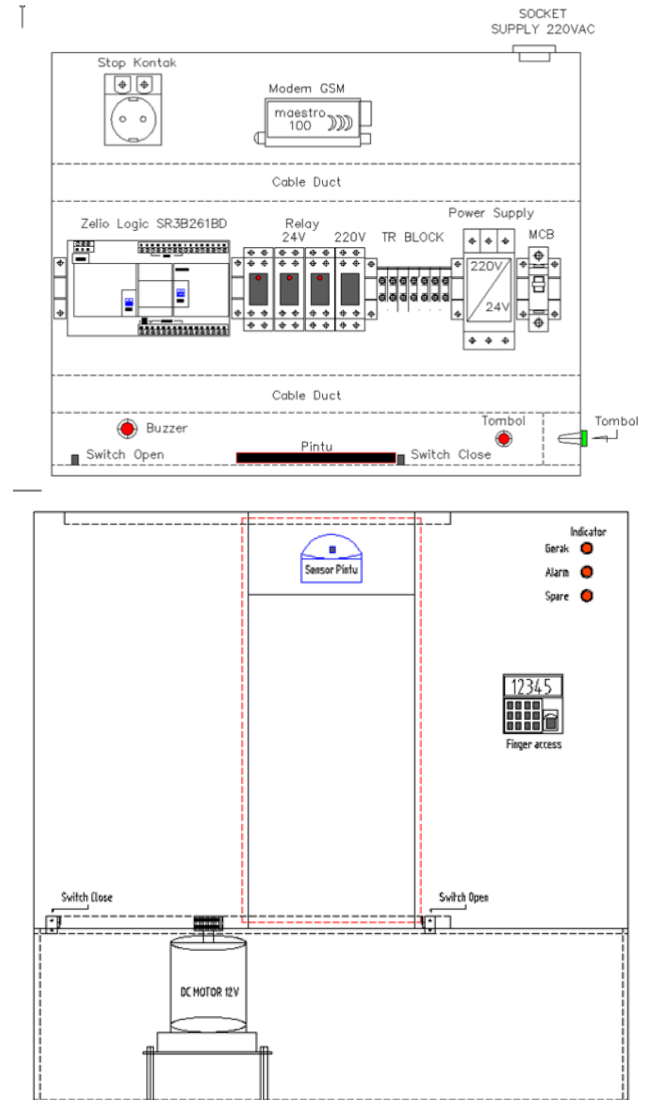 SOCKET
SUPPLY 220VAC
Stop Kontak
Modem GSM
maestro
100
Cable Duct
Zelio Logic SR3B261BD
Relay
24V
220V
TR BLOCK
Power Supply
MCB
220V
24V
Cable Duct
Buzzer
Tombol
Tombol
Switch Open
Pintu
Switch Close
Indicator
Gerak
Sensor Pintu
Alarm
Spare
12345
Finger access
Switch Close
Switch Open
DC MOTOR 12V